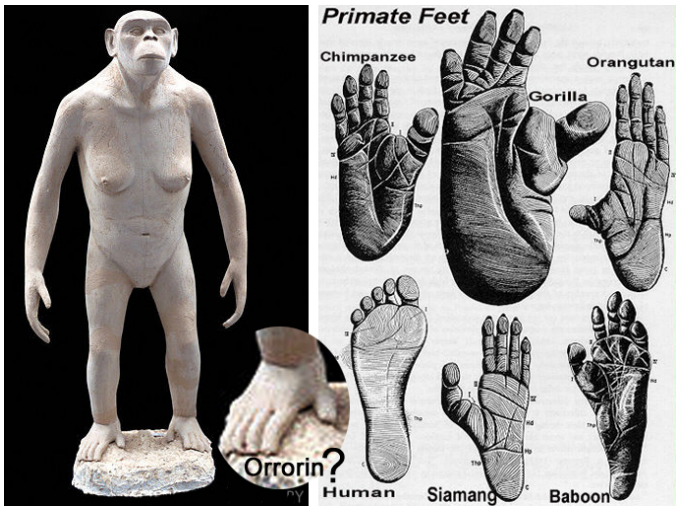 Primate Feet
Chimpanzee
Gorilla
Orangutan
Orrorin?
Human
Siamang
Baboon